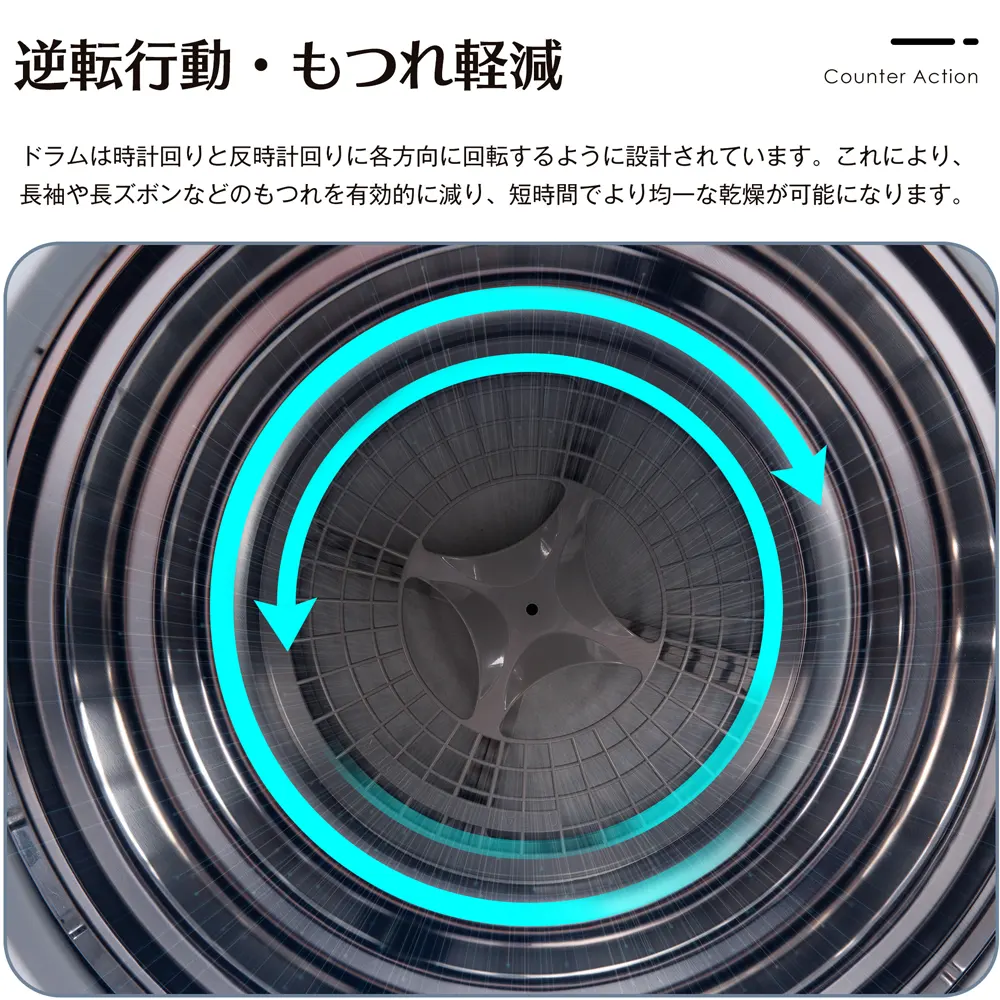 逆転行動・もつれ軽減
Counter Action
ドラムは時計回りと反時計回りに各方向に回転するように設計されています。これにより、
長袖や長ズボンなどのもつれを有効的に減り、短時間でより均一な乾燥が可能になります。